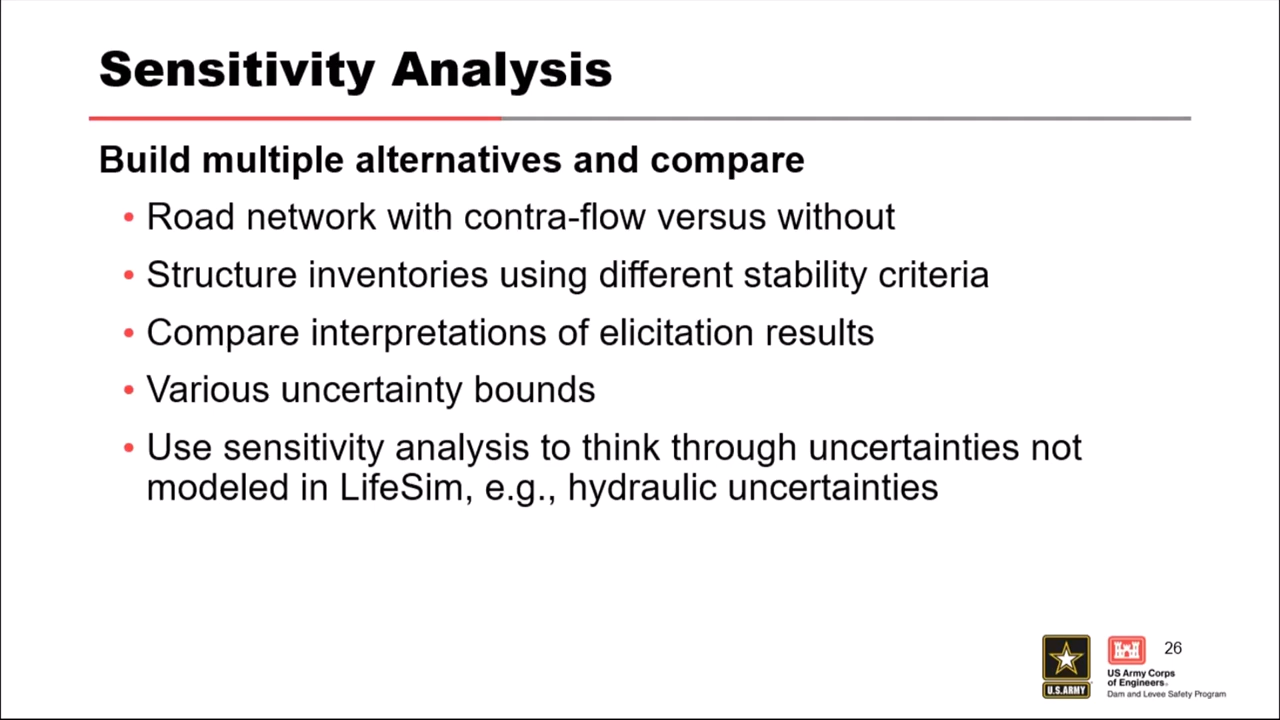 Sensitivity Analysis
Build multiple alternatives and compare
• Road network with contra-flow versus without
• Structure inventories using different stability criteria
• Compare interpretations of elicitation results
• Various uncertainty bounds
• Use sensitivity analysis to think through uncertainties not
modeled in LifeSim, e.g., hydraulic uncertainties
26
U.S.ARMY
US Army Corps
of Engineers®
Dam and Levee Safety Program